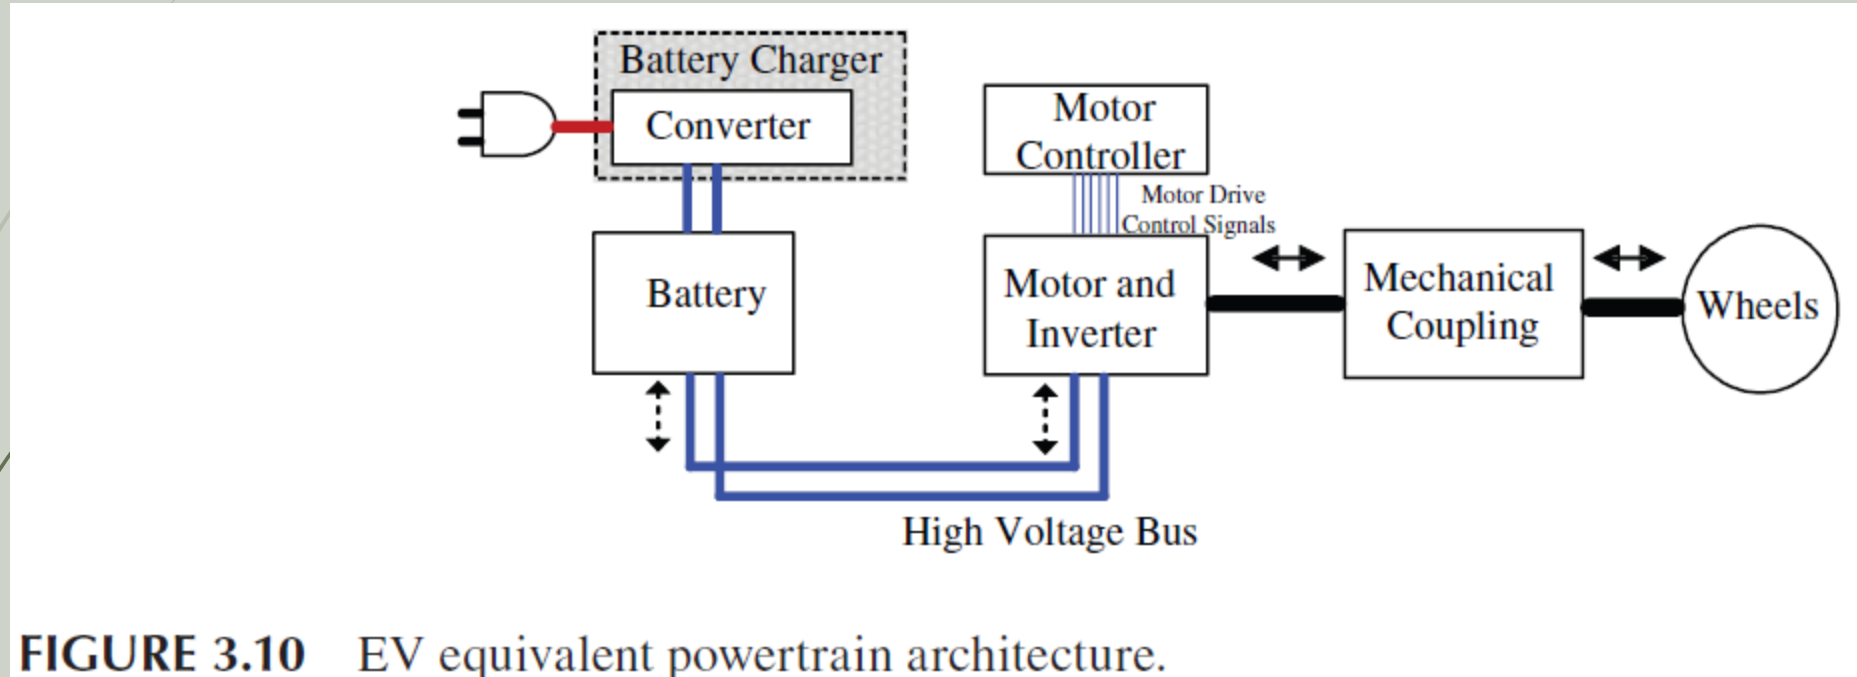 Battery Charger
Converter
Motor
Controller
Motor Drive
Control Signals
Battery
Motor and
Inverter
Mechanical
Coupling
Wheels
High Voltage Bus
FIGURE 3.10 EV equivalent powertrain architecture.